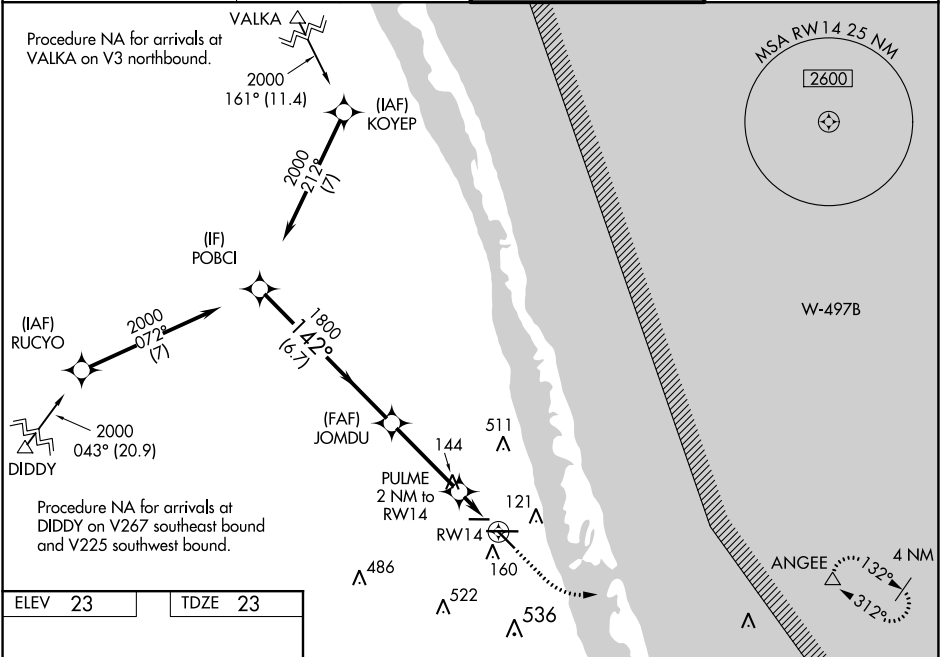 VALKA
Procedure NA for arrivals at
VALKA on V3 northbound.
2000
161° (11.4)
(IAF)
KOYEP
2000
212°
(7)
MSA RW14 25 NM
2600
(IF)
POBCI
(IAF)
RUCYO
2000
072°
(7)
1800
142°
(6.7)
W-497B
2000
043° (20.9)
DIDDY
(FAF)
JOMDU
511
144
PULME
2 NM to
RW14
121
RW14
160
Procedure NA for arrivals at
DIDDY on V267 southeast bound
and V225 southwest bound.
486
522
536
ANGEE
4 NM
132°
312°
ELEV 23
TDZE 23